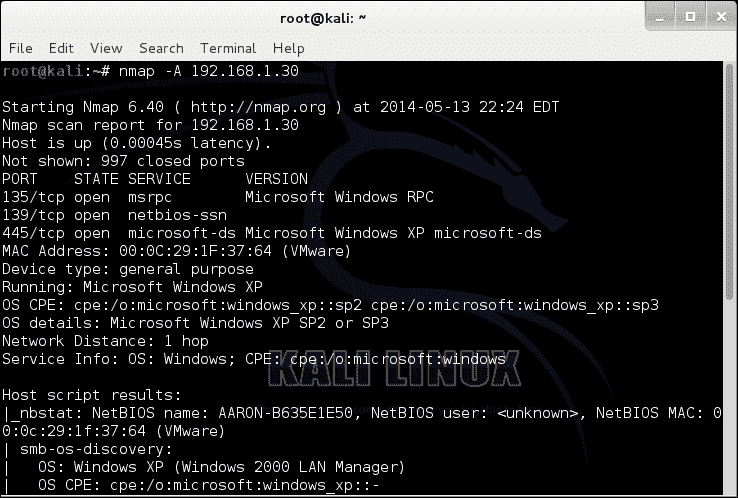 root@kali: ~
File Edit View Search Terminal Help
root@kali:~# nmap -A 192.168.1.30
Starting Nmap 6.40 ( http://nmap.org ) at 2014-05-13 22:24 EDT
Nmap scan report for 192.168.1.30
Host is up (0.00045s latency).
Not shown: 997 closed ports
PORT    STATE SERVICE      VERSION
135/tcp open  msrpc        Microsoft Windows RPC
139/tcp open  netbios-ssn
445/tcp open  microsoft-ds Microsoft Windows XP microsoft-ds
MAC Address: 00:0C:29:1F:37:64 (VMware)
Device type: general purpose
Running: Microsoft Windows XP
OS CPE: cpe:/o:microsoft:windows_xp::sp2 cpe:/o:microsoft:windows_xp::sp3
OS details: Microsoft Windows XP SP2 or SP3
Network Distance: 1 hop
Service Info: OS: Windows; CPE: cpe:/o:microsoft:windows
KALI LINUX
Host script results:
|_nbstat: NetBIOS name: AARON-B635E1E50, NetBIOS user: <unknown>, NetBIOS MAC: 0
0:0c:29:1f:37:64 (VMware)
| smb-os-discovery:
|   OS: Windows XP (Windows 2000 LAN Manager)
|   OS CPE: cpe:/o:microsoft:windows_xp::-